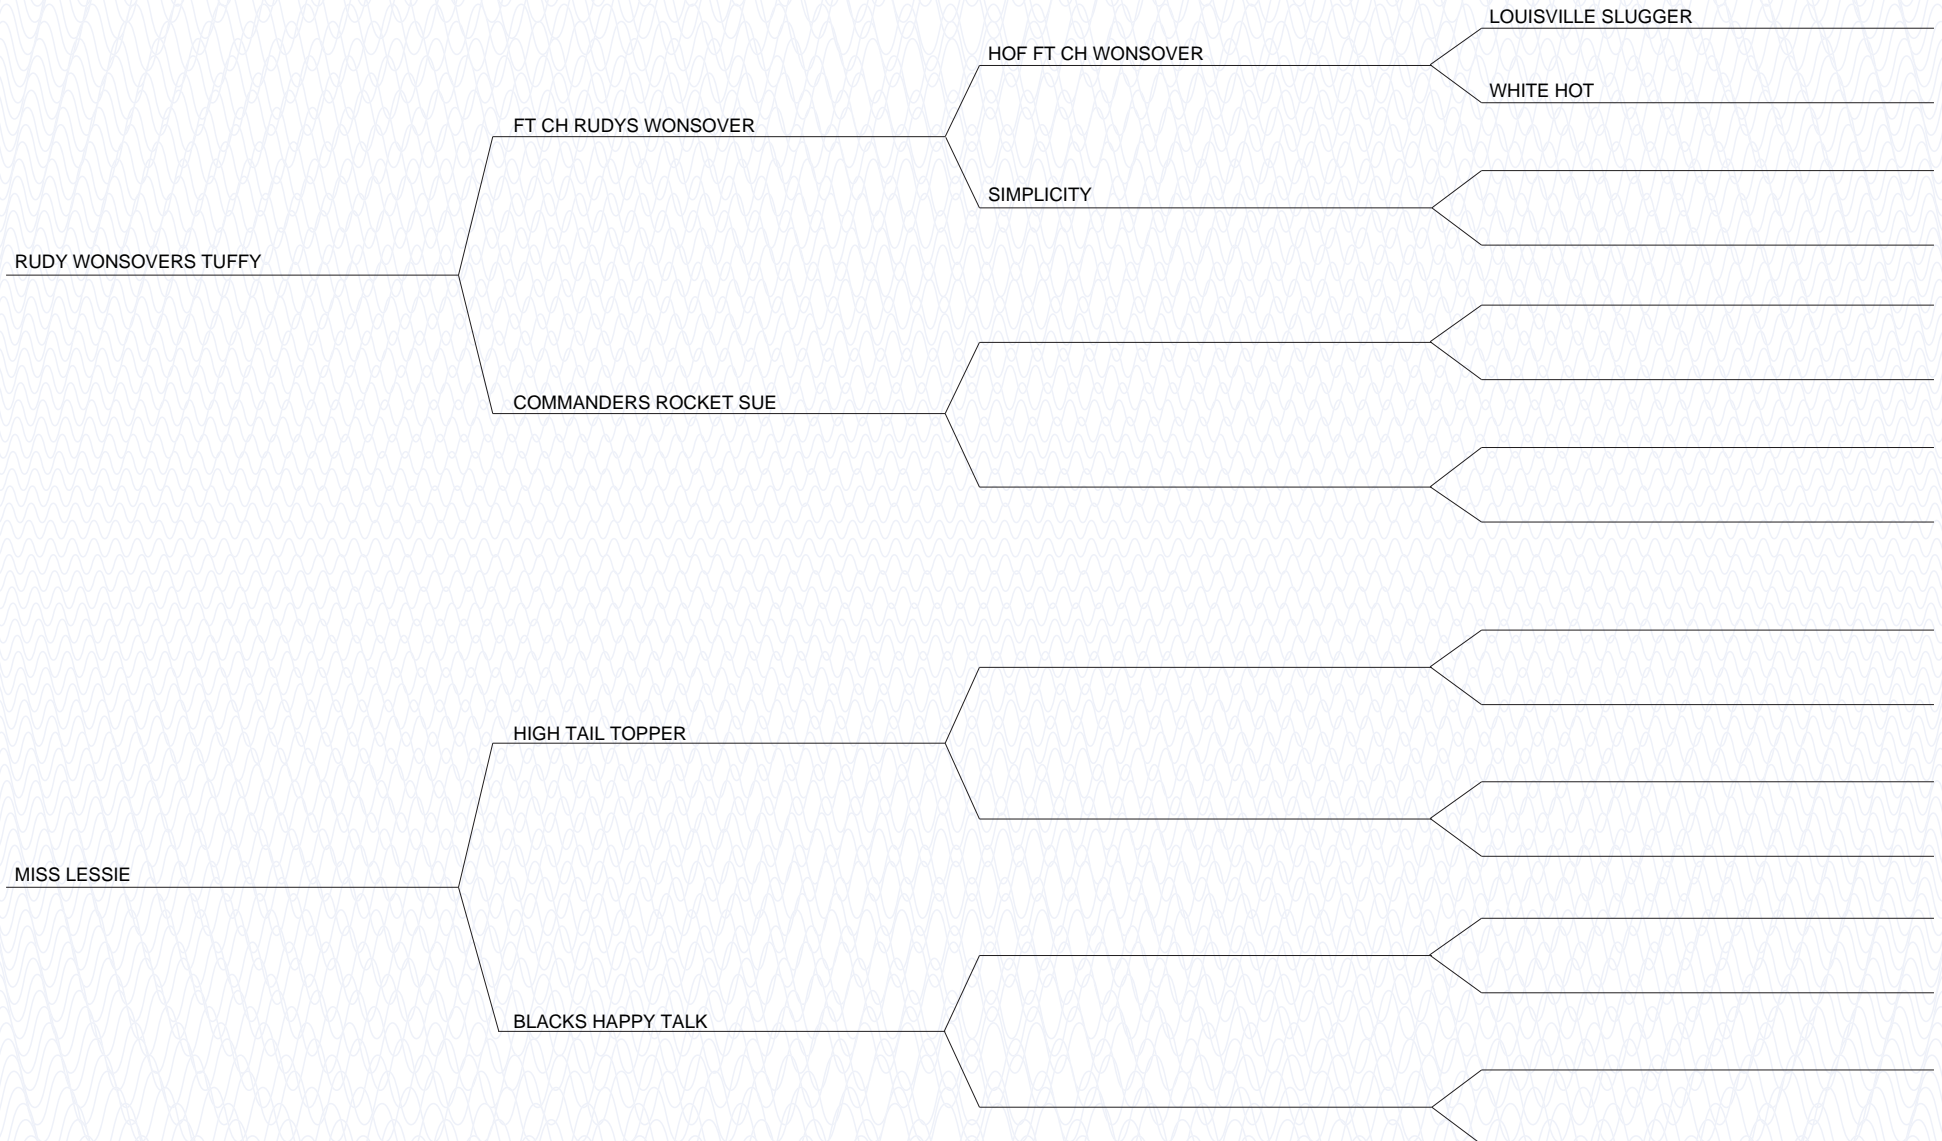 LOUISVILLE SLUGGER
HOF FT CH WONSOVER
WHITE HOT
FT CH RUDYS WONSOVER
SIMPLICITY
RUDY WONSOVERS TUFFY
COMMANDERS ROCKET SUE
HIGH TAIL TOPPER
MISS LESSIE
BLACKS HAPPY TALK